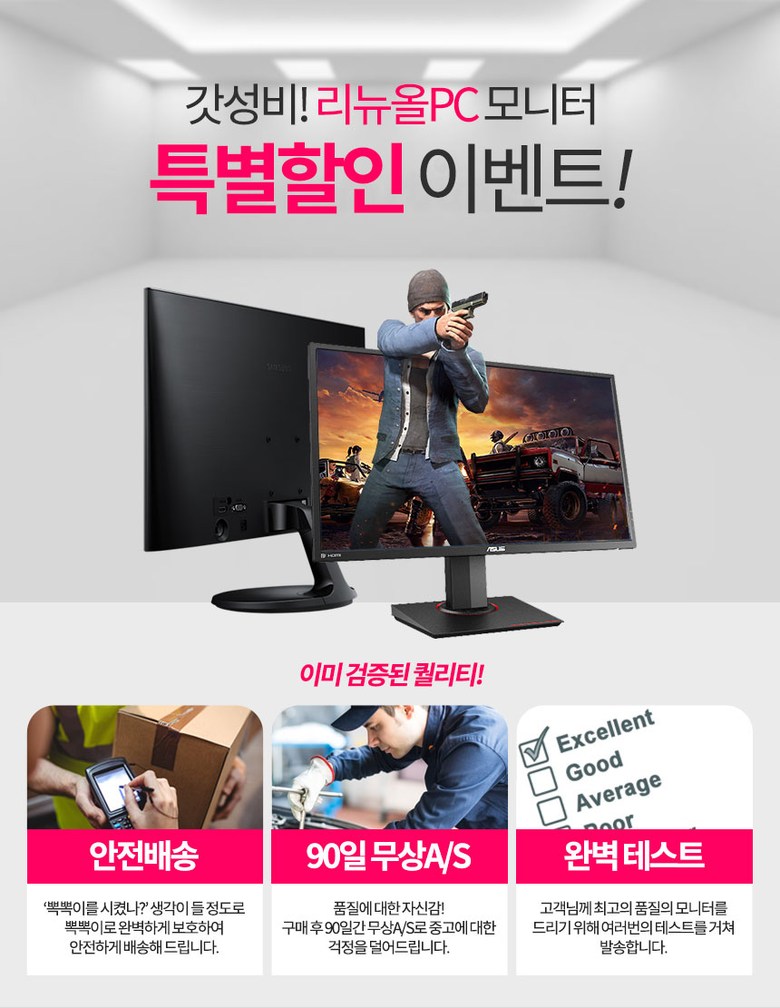 갓성비! 리뉴올PC 모니터
특별할인 이벤트!
HDMI
ASUS
이미 검증된 퀄리티!
Excellent
Good
Average
Poor
안전배송
90일 무상A/S
완벽 테스트
'뽁뽁이를 시켰나?' 생각이 들 정도로
뽁뽁이로 완벽하게 보호하여
안전하게 배송해 드립니다.
품질에 대한 자신감!
구매 후 90일간 무상A/S로 중고에 대한
걱정을 덜어드립니다.
고객님께 최고의 품질의 모니터를
드리기 위해 여러번의 테스트를 거쳐
발송합니다.